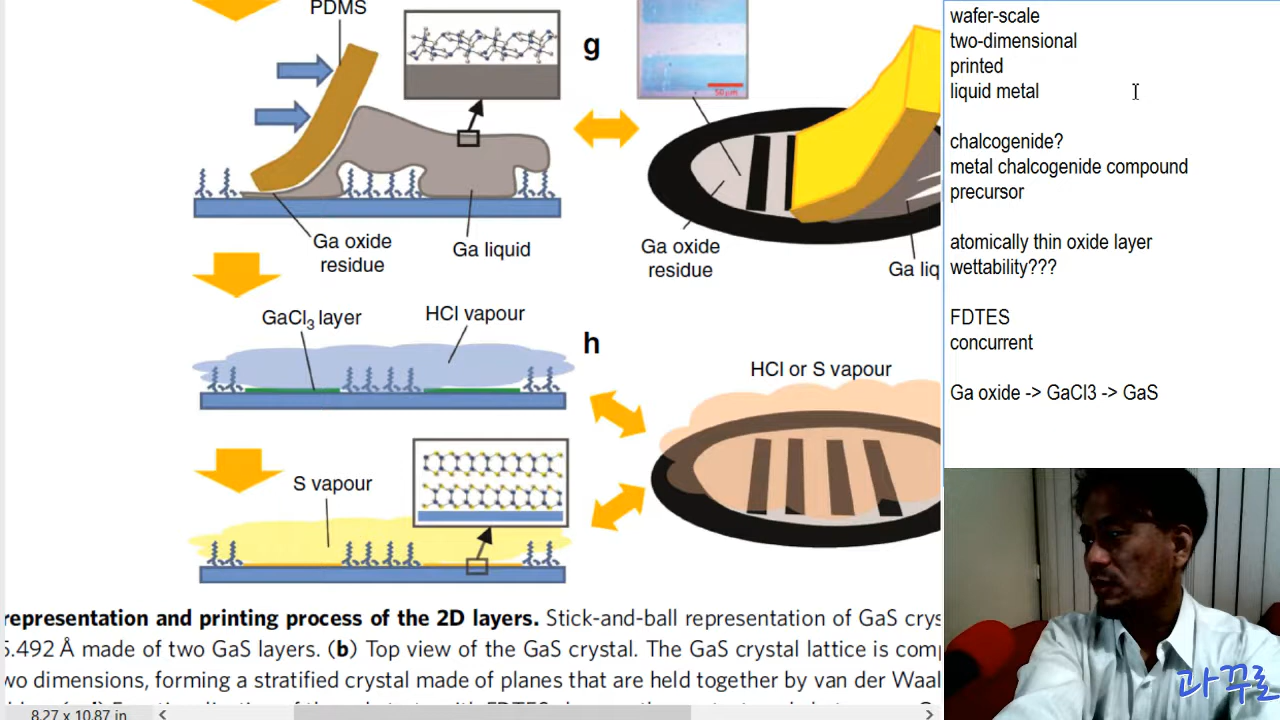 PDMS
g
50 μm
Ga oxide
residue
Ga liquid
Ga oxide
residue
Ga liq
GaCl3 layer
HCl vapour
h
HCl or S vapour
S vapour
representation and printing process of the 2D layers. Stick-and-ball representation of GaS crys
5.492 Å made of two GaS layers. (b) Top view of the GaS crystal. The GaS crystal lattice is comp
wo dimensions, forming a stratified crystal made of planes that are held together by van der Waal
8.27 x 10.87 in
wafer-scale
two-dimensional
printed
liquid metal
chalcogenide?
metal chalcogenide compound
precursor
atomically thin oxide layer
wettability???
FDTES
concurrent
Ga oxide -> GaCl3 -> GaS
과꾸로